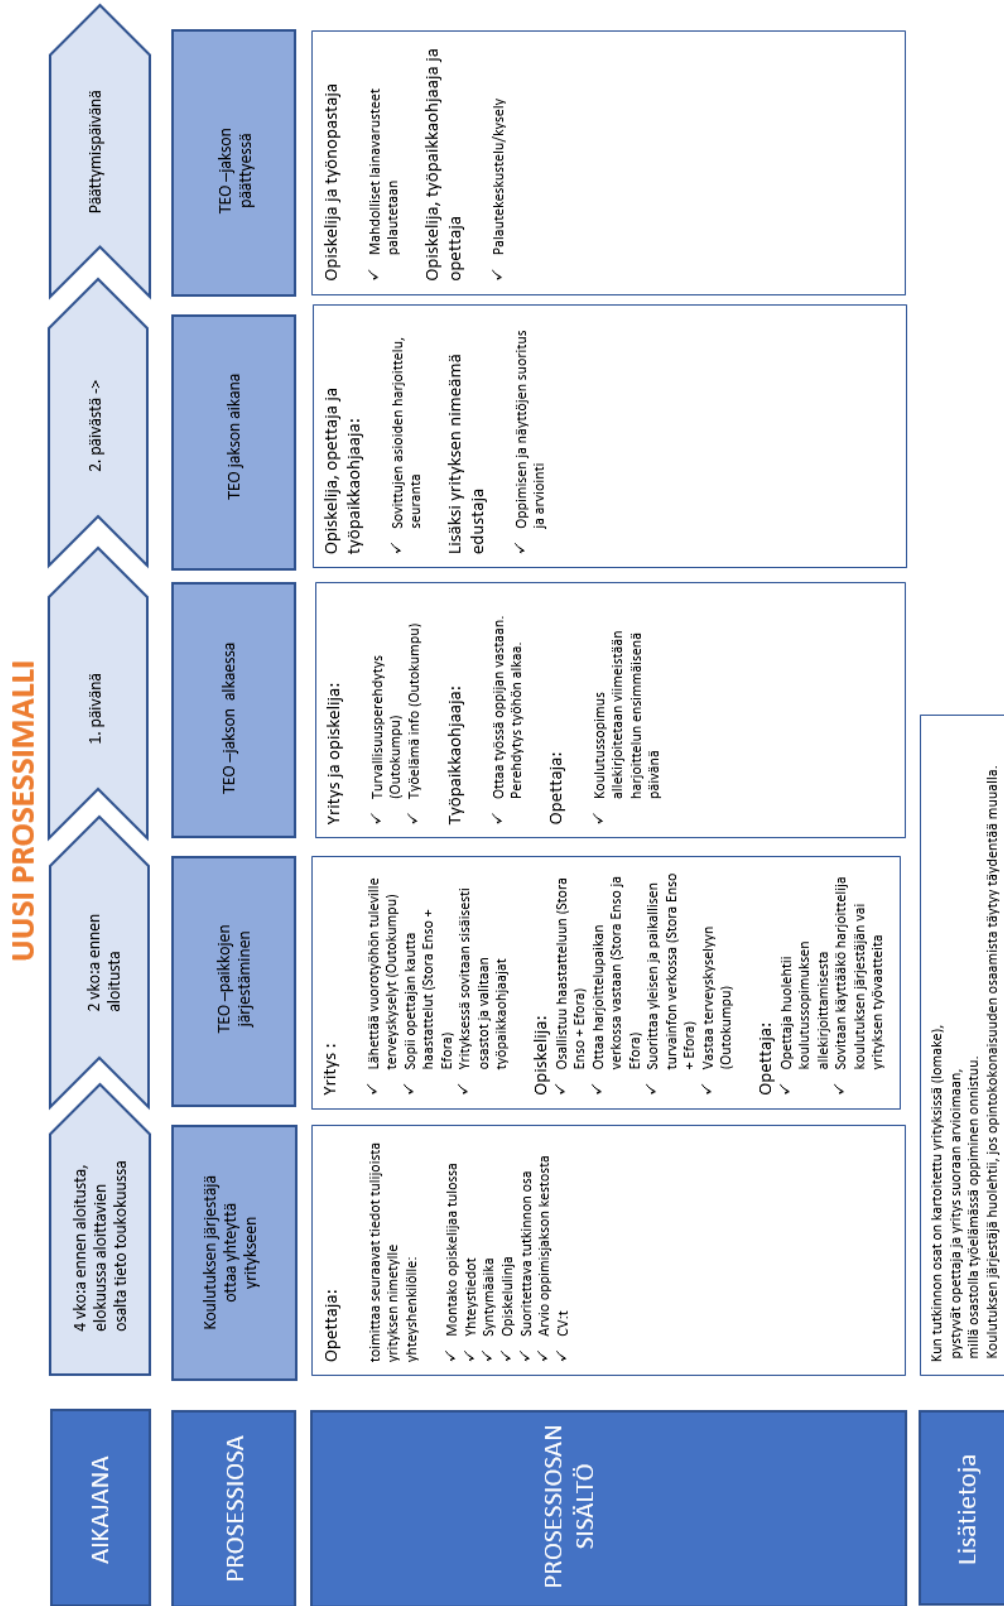 UUSI PROSESSIMALLI
AIKAJANA
4 vko:a ennen aloitusta,
elokuussa aloittavien
osalta tieto toukokuussa
2 vko:a ennen
aloitusta
1. päivänä
2. päivästä ->
Päättymispäivänä
PROSESSIOSA
Koulutuksen järjestäjä
ottaa yhteyttä
yritykseen
TEO –paikkojen
järjestäminen
TEO –jakson alkaessa
TEO jakson aikana
TEO –jakson
päättyessä
PROSESSIOSAN
SISÄLTÖ
Opettaja:
toimittaa seuraavat tiedot tulijoista
yrityksen nimetylle
yhteyshenkilölle:
✓ Montako opiskelijaa tulossa
✓ Yhteystiedot
✓ Syntymäaika
✓ Opiskelulinja
✓ Suoritettava tutkinnon osa
✓ Arvio oppimisjakson kestosta
✓ CV:t
Yritys :
✓ Lähettää vuorotyöhön tuleville
terveyskyselyt (Outokumpu)
✓ Sopii opettajan kautta
haastattelut (Stora Enso +
Efora)
✓ Yrityksessä sovitaan sisäisesti
osastot ja valitaan
työpaikkaohjaajat
Opiskelija:
✓ Osallistuu haastatteluun (Stora
Enso + Efora)
✓ Ottaa harjoittelupaikan
verkossa vastaan (Stora Enso ja
Efora)
✓ Suorittaa yleisen ja paikallisen
turvainfon verkossa (Stora Enso
+ Efora)
✓ Vastaa terveyskyselyyn
(Outokumpu)
Opettaja:
✓ Opettaja huolehtii
koulutussopimuksen
allekirjoittamisesta
✓ Sovitaan käyttääkö harjoittelija
koulutuksen järjestäjän vai
yrityksen työvaatteita
Yritys ja opiskelija:
✓ Turvallisuusperehdytys
(Outokumpu)
✓ Työelämä info (Outokumpu)
Työpaikkaohjaaja:
✓ Ottaa työssä oppijan vastaan.
Perehdytys työhön alkaa.
Opettaja:
✓ Koulutussopimus
allekirjoitetaan viimeistään
harjoittelun ensimmäisenä
päivänä
Opiskelija, opettaja ja
työpaikkaohjaaja:
✓ Sovittujen asioiden harjoittelu,
seuranta
Lisäksi yrityksen nimeämä
edustaja
✓ Oppimisen ja näyttöjen suoritus
ja arviointi
Opiskelija ja työnopastaja
✓ Mahdolliset lainavarusteet
palautetaan
Opiskelija, työpaikkaohjaaja ja
opettaja
✓ Palautekeskustelu/kysely
Lisätietoja
Kun tutkinnon osat on kartoitettu yrityksissä (lomake),
pystyvät opettaja ja yritys suoraan arvioimaan,
millä osastolla työelämässä oppiminen onnistuu.
Koulutuksen järjestäjä huolehtii, jos opintokokonaisuuden osaamista täytyy täydentää muualla.